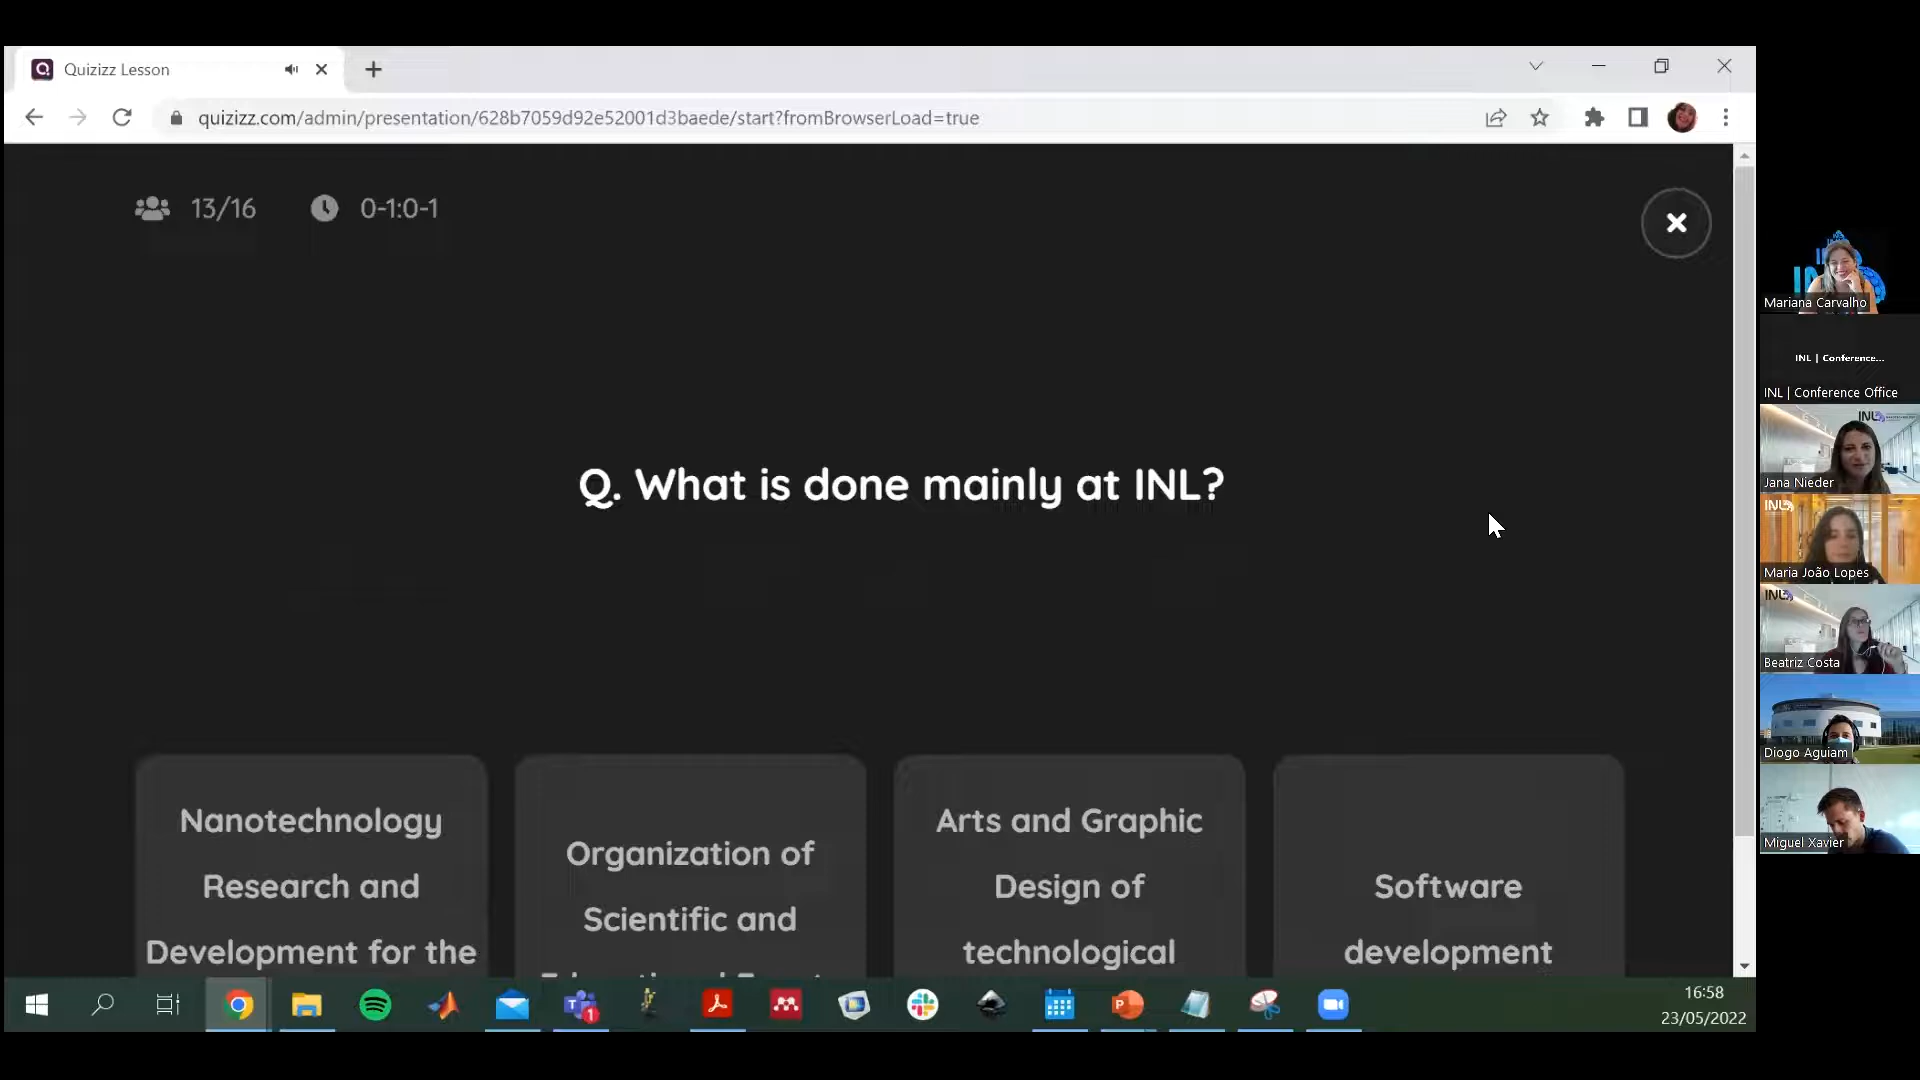 Quizizz Lesson
quizizz.com/admin/presentation/628b7059d92e52001d3baede/start?fromBrowserLoad=true
13/16
0-1:0-1
Q. What is done mainly at INL?
Nanotechnology
Research and
Development for the
Organization of
Scientific and
Arts and Graphic
Design of
technological
Software
development
16:58
23/05/2022
Mariana Carvalho
INL | Conference...
INL | Conference Office
INL
Jana Nieder
INL
Maria João Lopes
INL
Beatriz Costa
Diogo Aguiam
Miguel Xavier